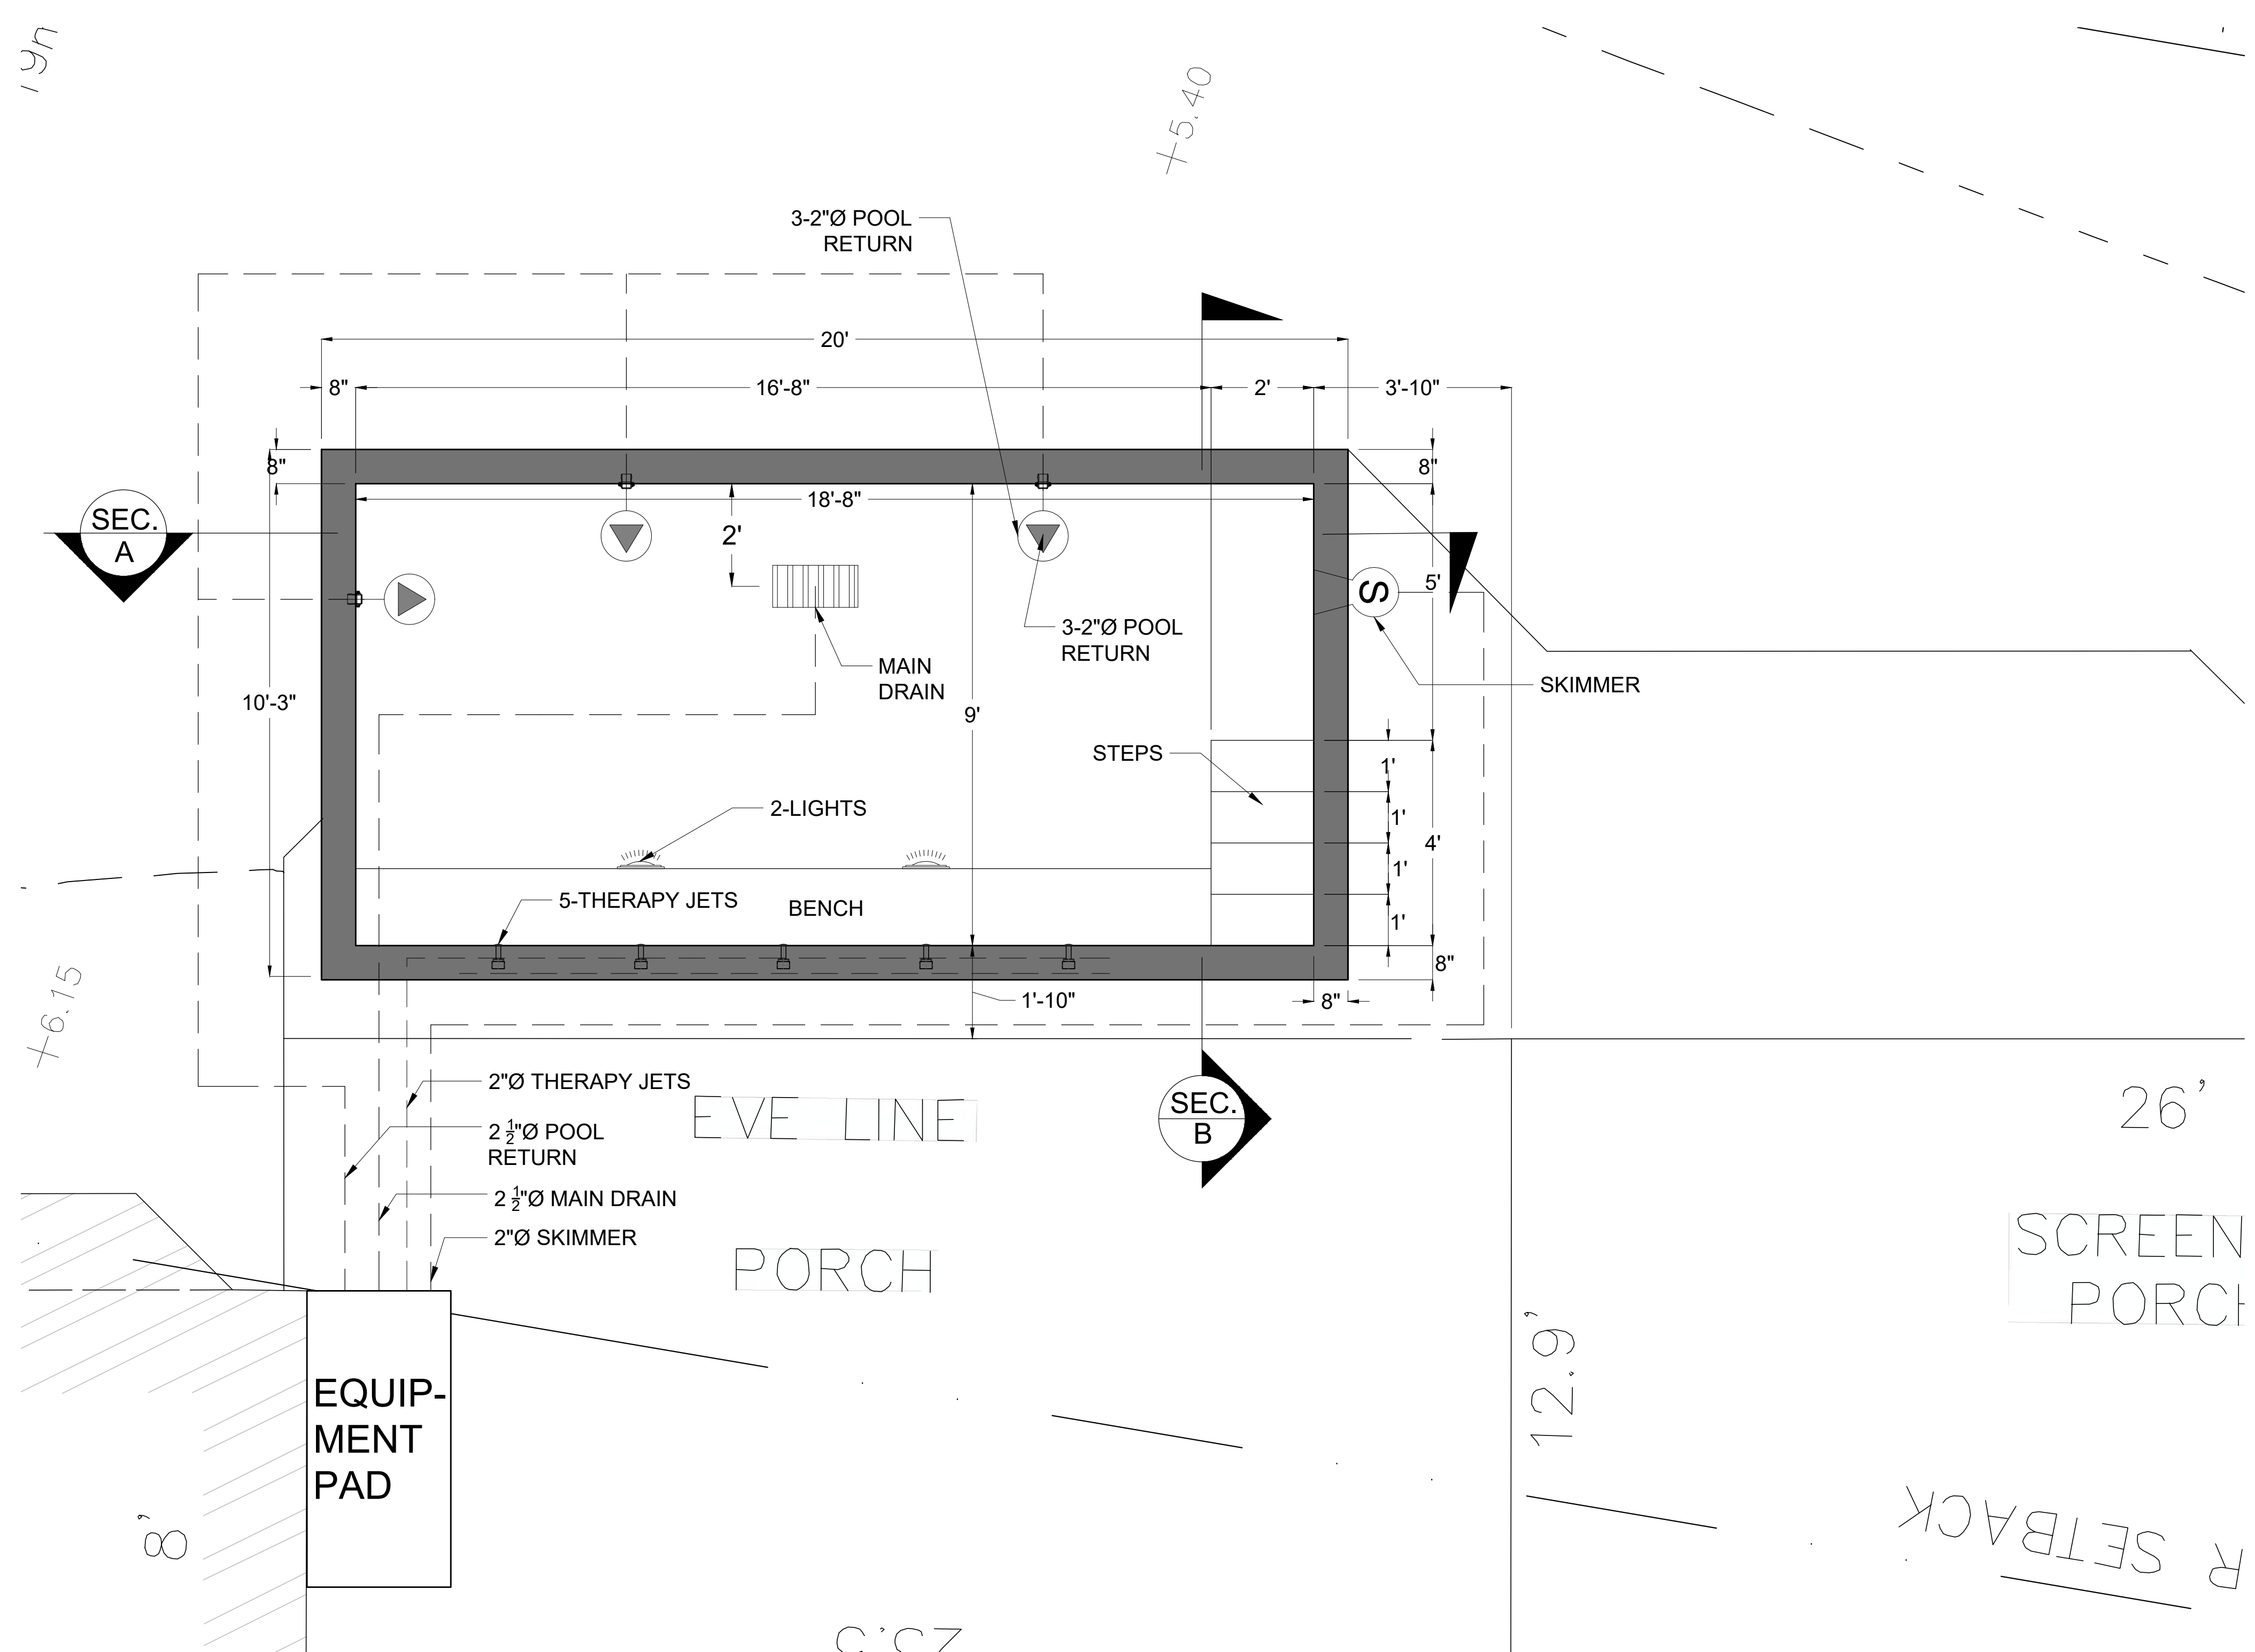 +5.40
3-2"Ø POOL
RETURN
20'
8"
16'-8"
2'
3'-10"
8"
8"
18'-8"
SEC.
A
2'
S
5'
3-2"Ø POOL
RETURN
MAIN
DRAIN
SKIMMER
10'-3"
9'
STEPS
1'
2-LIGHTS
1'
4'
1'
5-THERAPY JETS
BENCH
1'
8"
+6.15
1'-10"
8"
2"Ø THERAPY JETS
EVE LINE
SEC.
B
26'
2 1/2"Ø POOL
RETURN
2 1/2"Ø MAIN DRAIN
2"Ø SKIMMER
PORCH
SCREEN
PORCH
12.9'
EQUIP-
MENT
PAD
8'
R SETBACK